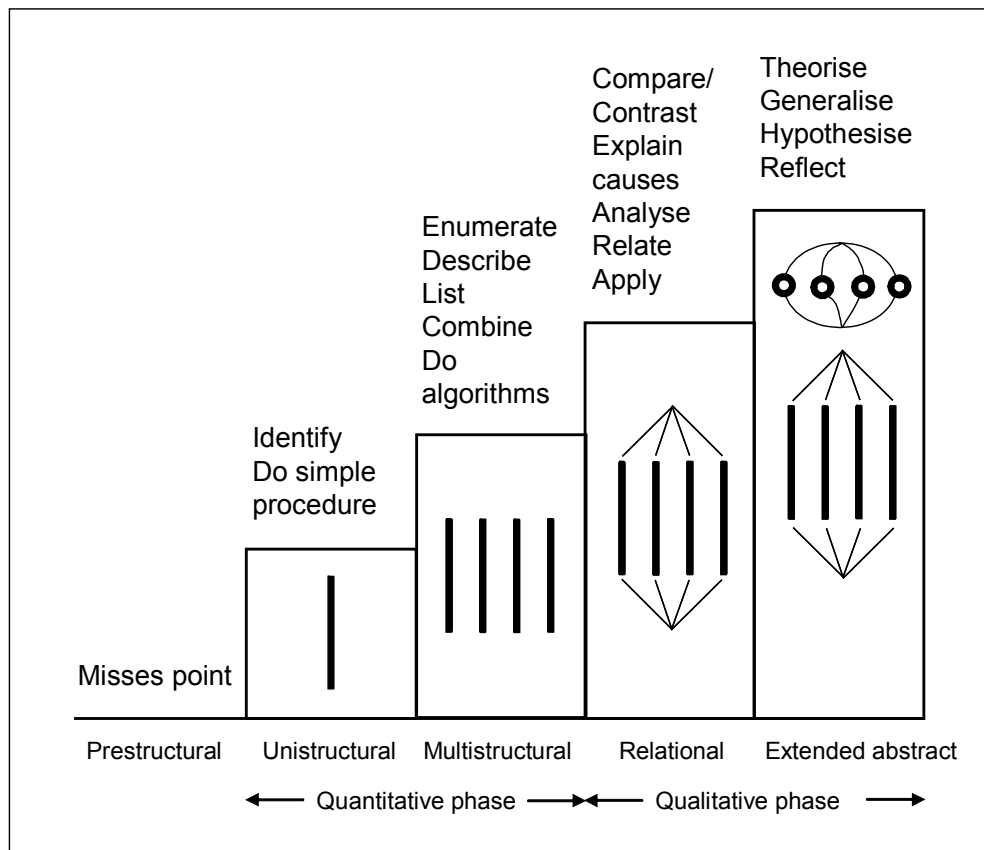 Misses point
Identify
Do simple
procedure
Enumerate
Describe
List
Combine
Do
algorithms
Compare/
Contrast
Explain
causes
Analyse
Relate
Apply
Theorise
Generalise
Hypothesise
Reflect
Prestructural
Unistructural
Multistructural
Relational
Extended abstract
Quantitative phase
Qualitative phase